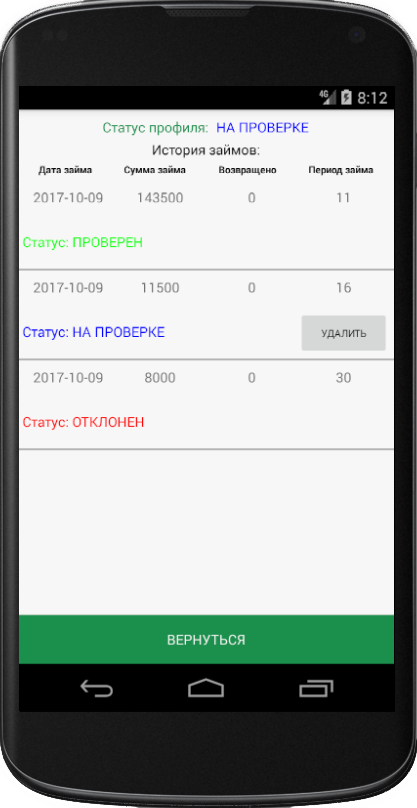 4G 8:12
Статус профиля: НА ПРОВЕРКЕ
История займов:
Дата займа Сумма займа Возвращено Период займа
2017-10-09 143500 0 11
Статус: ПРОВЕРЕН
2017-10-09 11500 0 16
Статус: НА ПРОВЕРКЕ УДАЛИТЬ
2017-10-09 8000 0 30
Статус: ОТКЛОНЕН
ВЕРНУТЬСЯ